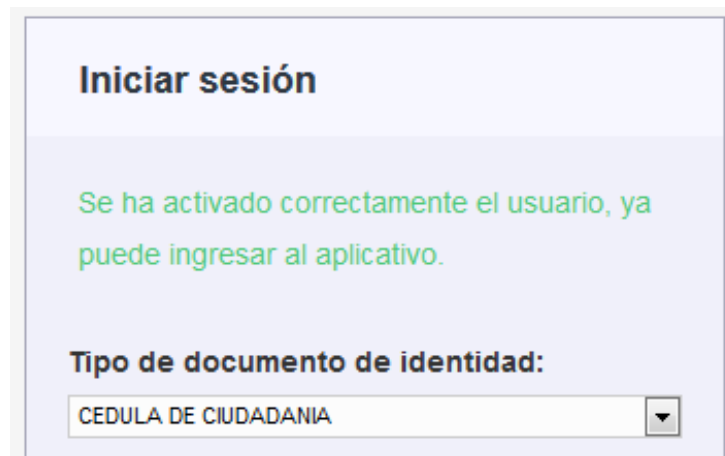 Iniciar sesión
Se ha activado correctamente el usuario, ya
puede ingresar al aplicativo.
Tipo de documento de identidad:
CEDULA DE CIUDADANIA